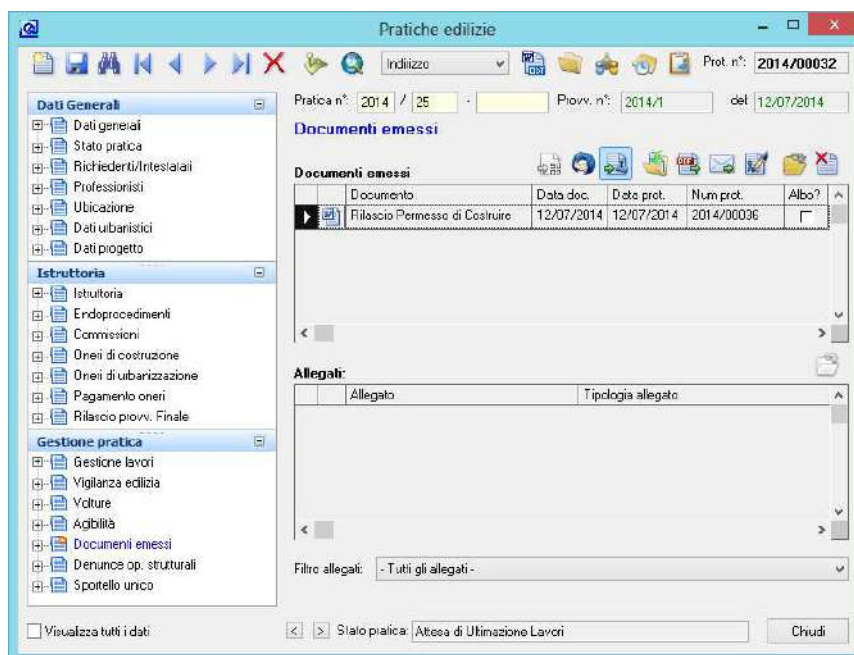 Pratiche edilizie
Indirizzo
Prot. n°: 2014/00032
Dati Generali
Dati generali
Stato pratica
Richiedenti/Intestatari
Professionisti
Ubicazione
Dati urbanistici
Dati progetto
Istruttoria
Istruttoria
Endoprocedimenti
Commissioni
Oneri di costruzione
Oneri di urbanizzazione
Pagamento oneri
Rilascio provv. Finale
Gestione pratica
Gestione lavori
Vigilanza edilizia
Volture
Agibilità
Documenti emessi
Denunce op. strutturali
Sportello unico
Visualizza tutti i dati
Pratica n°: 2014 / 25 - Provv. n°: 2014/1 del 12/07/2014
Documenti emessi
Documenti emessi
Documento Data doc. Data prot. Num prot. Albo?
Rilascio Permesso di Costruire 12/07/2014 12/07/2014 2014/00036
Allegati:
Allegato Tipologia allegato
Filtro allegati: - Tutti gli allegati -
< > Stato pratica: Attesa di Ultimazione Lavori Chiudi